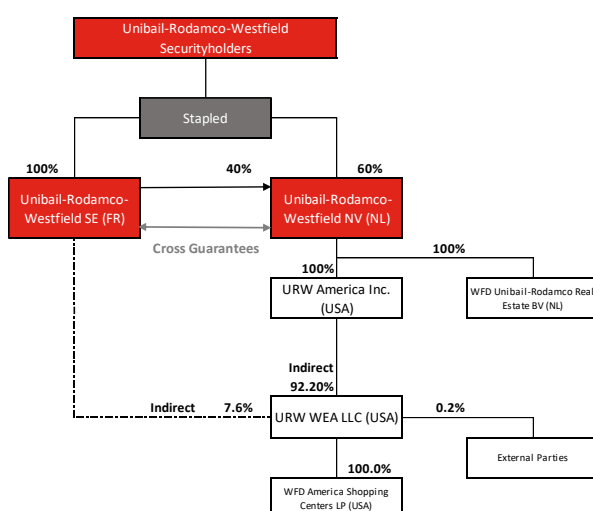 Unibail-Rodamco-Westfield
Securityholders
Stapled
100%
40%
60%
Unibail-Rodamco-
Westfield SE (FR)
Unibail-Rodamco-
Westfield NV (NL)
Cross Guarantees
100%
100%
URW America Inc.
(USA)
WFD Unibail-Rodamco Real
Estate BV (NL)
Indirect
92.20%
Indirect 7.6%
URW WEA LLC (USA)
0.2%
External Parties
100.0%
WFD America Shopping
Centers LP (USA)